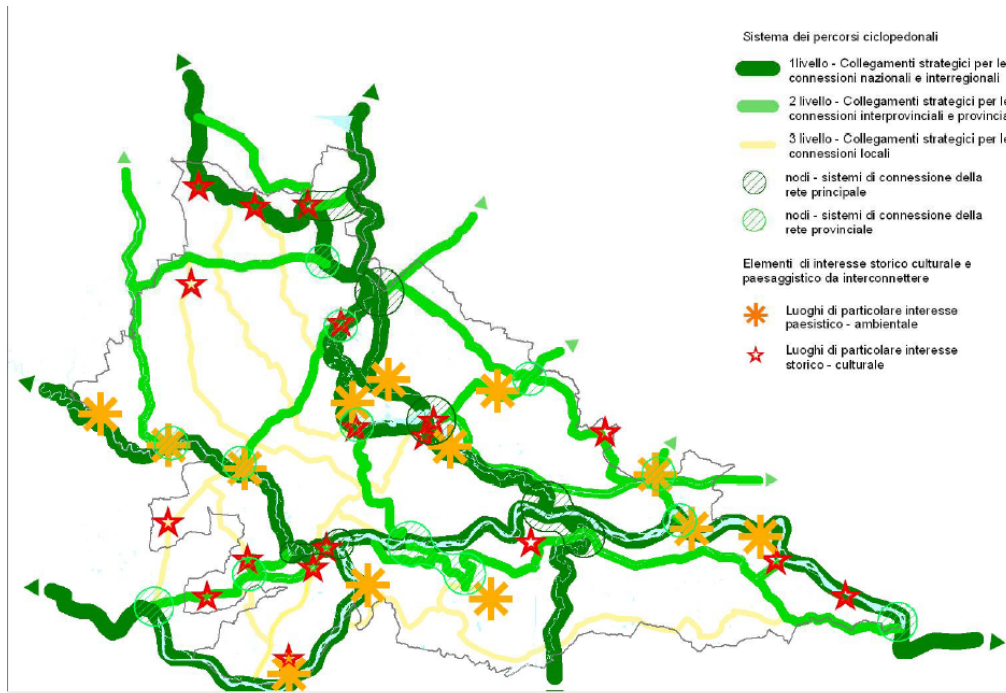 Sistema dei percorsi ciclopedonali
1livello - Collegamenti strategici per le
connessioni nazionali e interregionali
2 livello - Collegamenti strategici per le
connessioni interprovinciali e provincia
3 livello - Collegamenti strategici per le
connessioni locali
nodi - sistemi di connessione della
rete principale
nodi - sistemi di connessione della
rete provinciale
Elementi di interesse storico culturale e
paesaggistico da interconnettere
Luoghi di particolare interesse
paesistico - ambientale
Luoghi di particolare interesse
storico - culturale